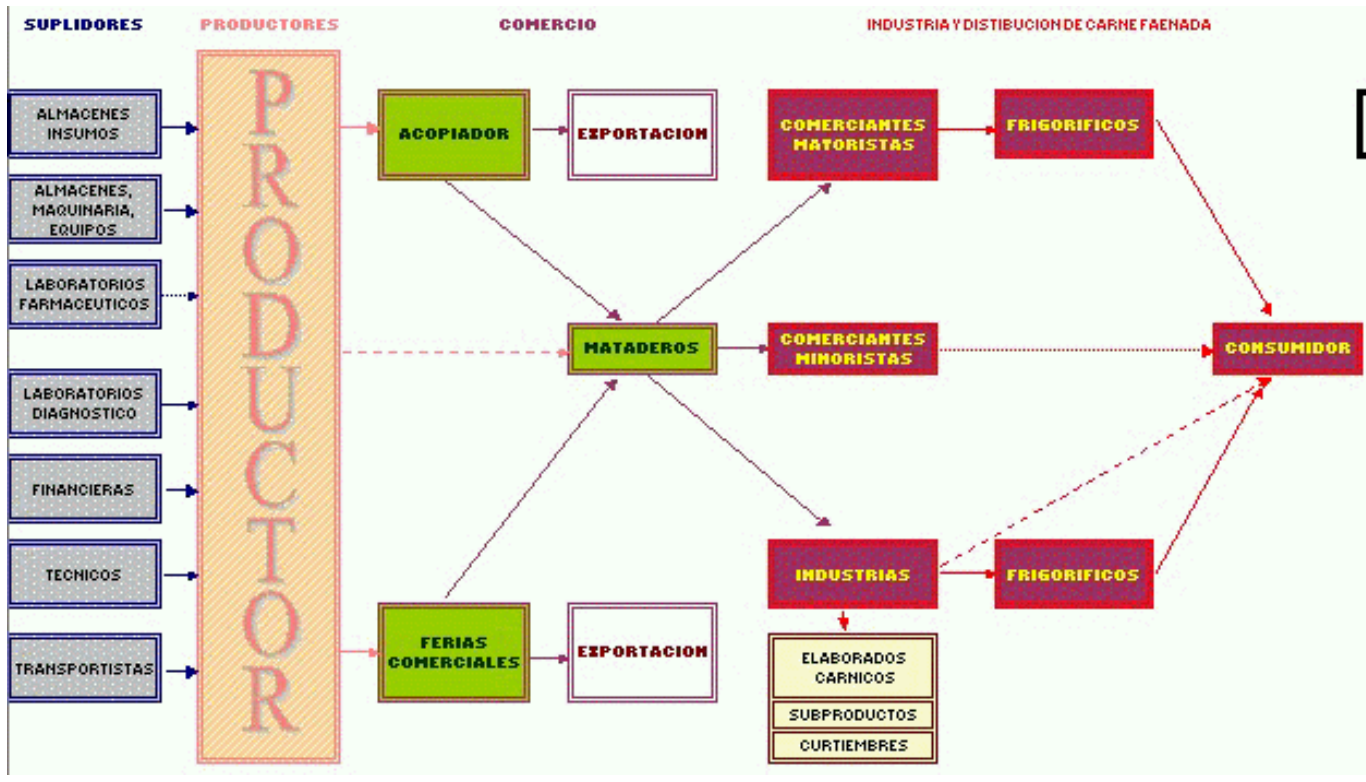 SUPLIDORES
PRODUCTORES
COMERCIO
INDUSTRIA Y DISTIBUCION DE CARNE FAENADA
ALMACENES
INSUMOS
ALMACENES,
MAQUINARIA,
EQUIPOS
LABORATORIOS
FARMACEUTICOS
LABORATORIOS
DIAGNOSTICO
FINANCIERAS
TECNICOS
TRANSPORTISTAS
PRODUCTOR
ACOPIADOR
EXPORTACION
MATADEROS
FERIAS
COMERCIALES
EXPORTACION
COMERCIANTES
MAYORISTAS
FRIGORIFICOS
COMERCIANTES
MINORISTAS
CONSUMIDOR
INDUSTRIAS
FRIGORIFICOS
ELABORADOS
CARNICOS
SUBPRODUCTOS
CURTIEMBRES